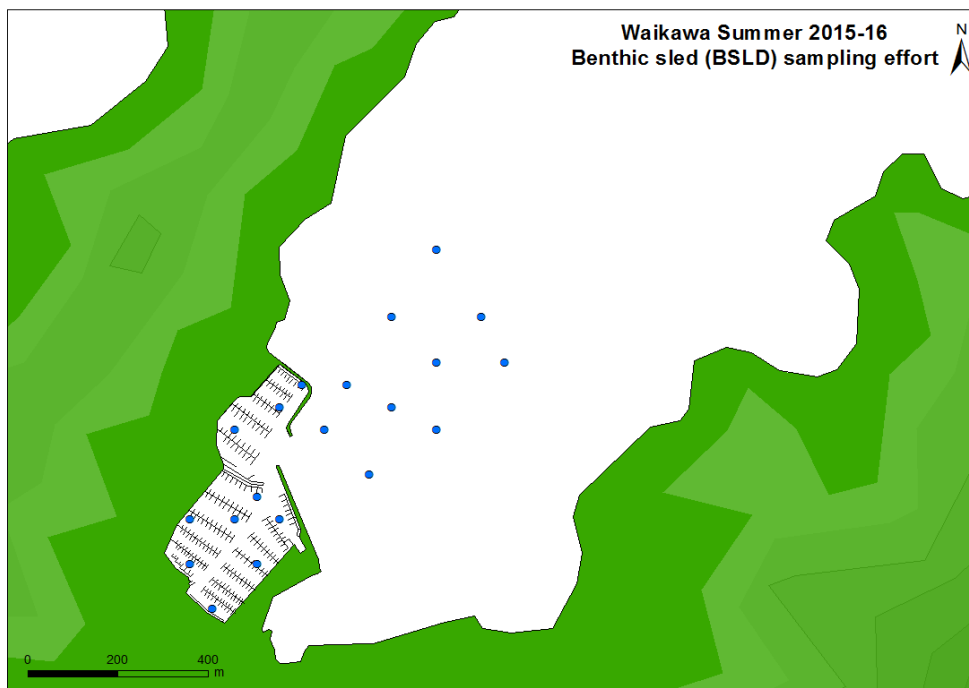 Waikawa Summer 2015-16
Benthic sled (BSLD) sampling effort
N
0 200 400
m